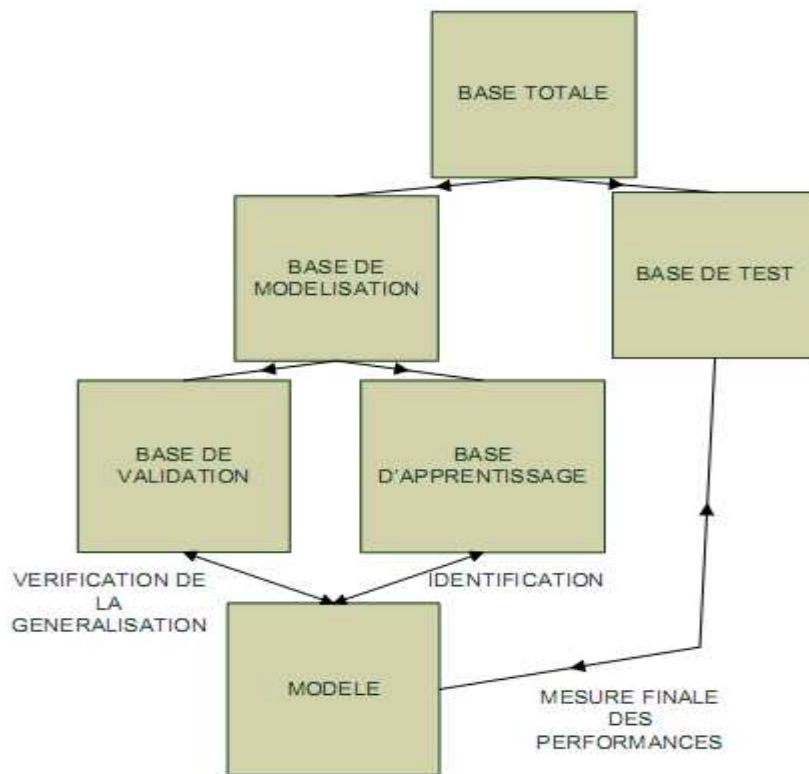 BASE TOTALE
BASE DE
MODELISATION
BASE DE TEST
BASE DE
VALIDATION
BASE
D'APPRENTISSAGE
VERIFICATION DE
LA
GENERALISATION
IDENTIFICATION
MODELE
MESURE FINALE
DES
PERFORMANCES